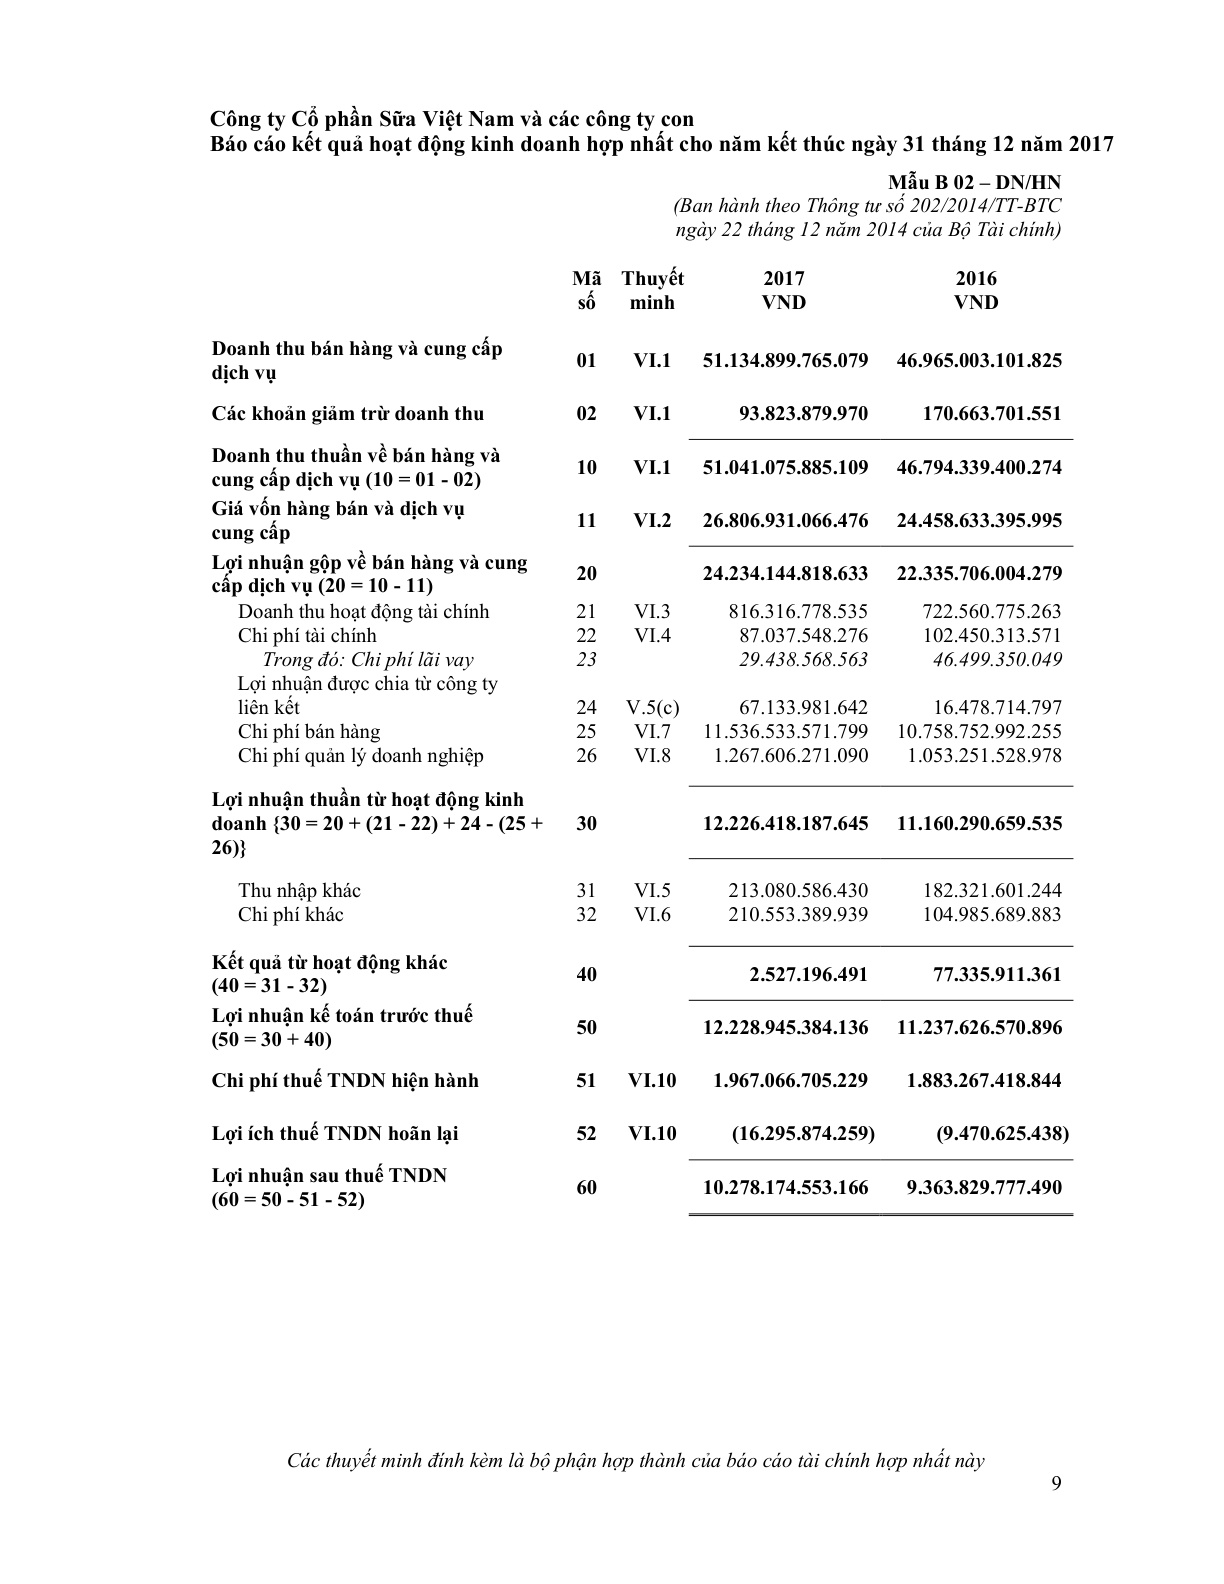 Công ty Cổ phần Sữa Việt Nam và các công ty con
Báo cáo kết quả hoạt động kinh doanh hợp nhất cho năm kết thúc ngày 31 tháng 12 năm 2017
Mẫu B 02 – DN/HN
(Ban hành theo Thông tư số 202/2014/TT-BTC
ngày 22 tháng 12 năm 2014 của Bộ Tài chính)
Mã Thuyết 2017 2016
số minh VND VND
Doanh thu bán hàng và cung cấp
dịch vụ 01 VI.1 51.134.899.765.079 46.965.003.101.825
Các khoản giảm trừ doanh thu 02 VI.1 93.823.879.970 170.663.701.551
Doanh thu thuần về bán hàng và
cung cấp dịch vụ (10 = 01 - 02) 10 VI.1 51.041.075.885.109 46.794.339.400.274
Giá vốn hàng bán và dịch vụ
cung cấp 11 VI.2 26.806.931.066.476 24.458.633.395.995
Lợi nhuận gộp về bán hàng và cung
cấp dịch vụ (20 = 10 - 11) 20 24.234.144.818.633 22.335.706.004.279
Doanh thu hoạt động tài chính 21 VI.3 816.316.778.535 722.560.775.263
Chi phí tài chính 22 VI.4 87.037.548.276 102.450.313.571
Trong đó: Chi phí lãi vay 23 29.438.568.563 46.499.350.049
Lợi nhuận được chia từ công ty
liên kết 24 V.5(c) 67.133.981.642 16.478.714.797
Chi phí bán hàng 25 VI.7 11.536.533.571.799 10.758.752.992.255
Chi phí quản lý doanh nghiệp 26 VI.8 1.267.606.271.090 1.053.251.528.978
Lợi nhuận thuần từ hoạt động kinh
doanh {30 = 20 + (21 - 22) + 24 - (25 + 30 12.226.418.187.645 11.160.290.659.535
26)}
Thu nhập khác 31 VI.5 213.080.586.430 182.321.601.244
Chi phí khác 32 VI.6 210.553.389.939 104.985.689.883
Kết quả từ hoạt động khác
(40 = 31 - 32) 40 2.527.196.491 77.335.911.361
Lợi nhuận kế toán trước thuế
(50 = 30 + 40) 50 12.228.945.384.136 11.237.626.570.896
Chi phí thuế TNDN hiện hành 51 VI.10 1.967.066.705.229 1.883.267.418.844
Lợi ích thuế TNDN hoãn lại 52 VI.10 (16.295.874.259) (9.470.625.438)
Lợi nhuận sau thuế TNDN
(60 = 50 - 51 - 52) 60 10.278.174.553.166 9.363.829.777.490
Các thuyết minh đính kèm là bộ phận hợp thành của báo cáo tài chính hợp nhất này
9